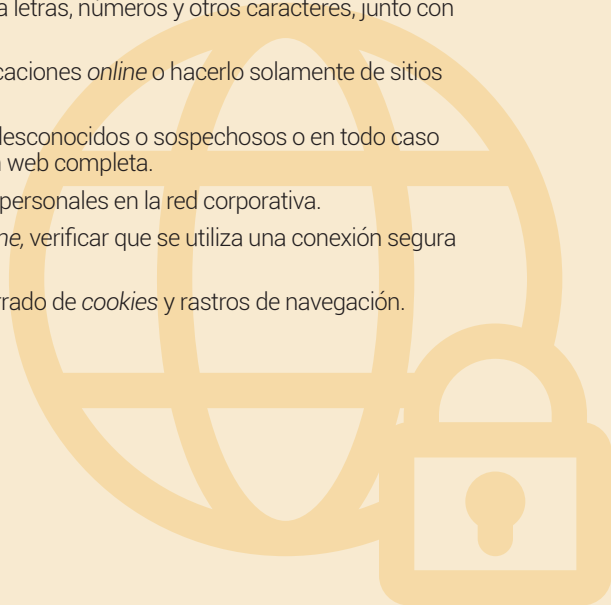 a letras, números y otros caracteres, junto con
caciones online o hacerlo solamente de sitios
desconocidos o sospechosos o en todo caso
web completa.
personales en la red corporativa.
ne, verificar que se utiliza una conexión segura
rrado de cookies y rastros de navegación.